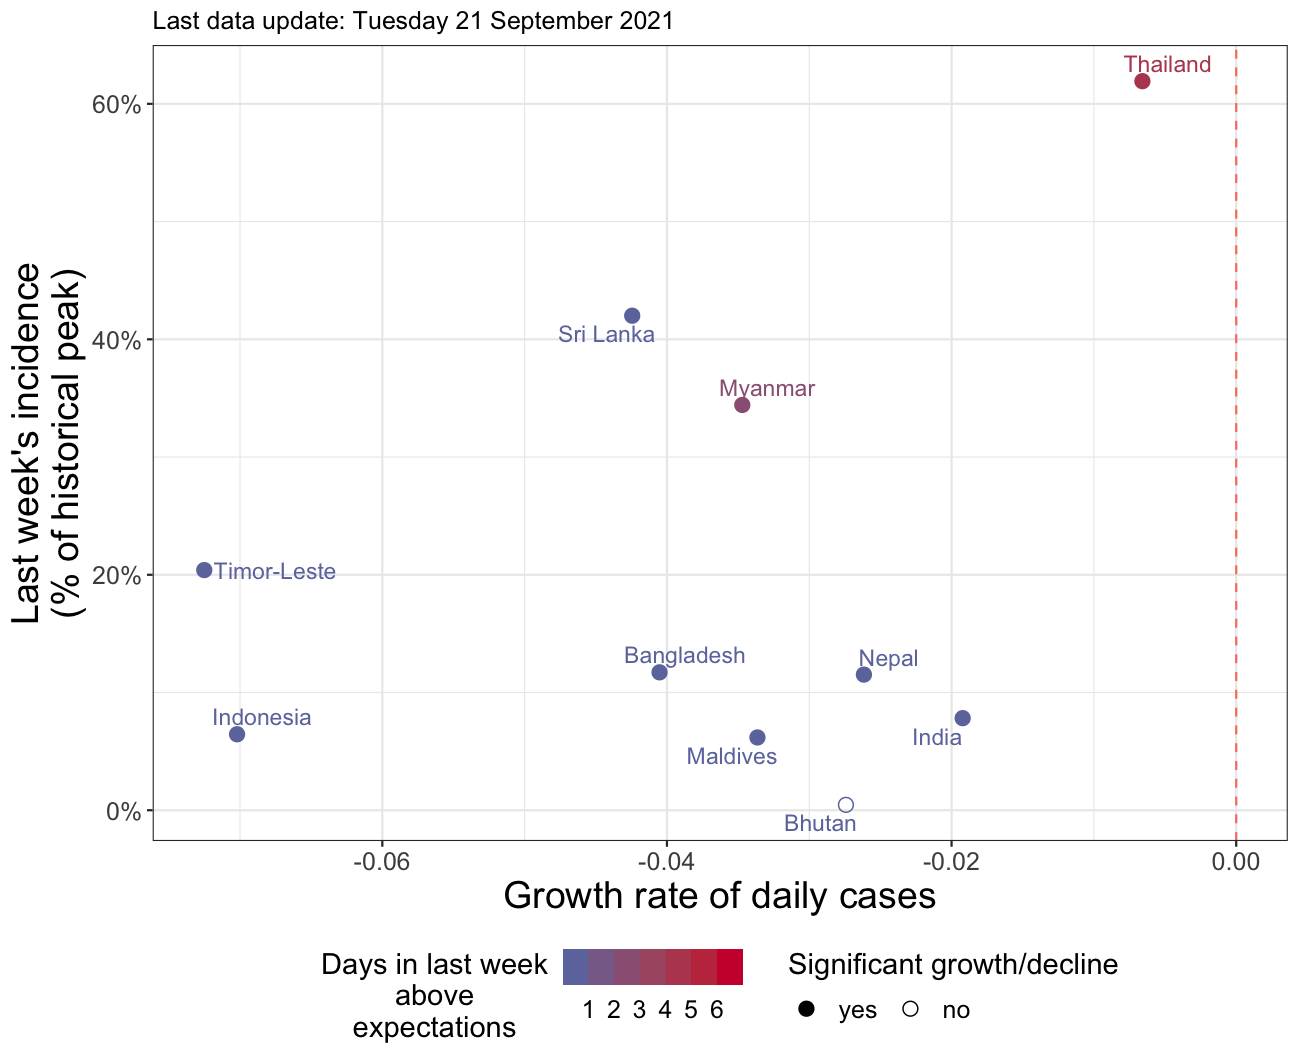 Last data update: Tuesday 21 September 2021
Last week's incidence
(% of historical peak)
60%
40%
20%
0%
Thailand
Sri Lanka
Myanmar
Timor-Leste
Bangladesh
Nepal
Indonesia
India
Maldives
Bhutan
-0.06
-0.04
-0.02
0.00
Growth rate of daily cases
Days in last week
above
expectations
1 2 3 4 5 6
Significant growth/decline
yes no